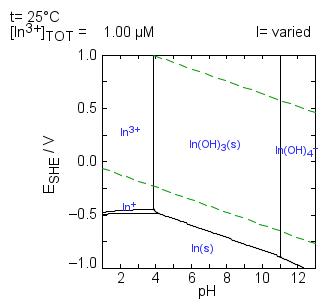 t= 25°C
[In³⁺]TOT = 1.00 µM I= varied
1.0
0.5
0.0
−0.5
−1.0
E_SHE / V
In³⁺
In(OH)₃(s)
In(OH)₄⁻
In⁺
In(s)
2 4 6 8 10 12
pH